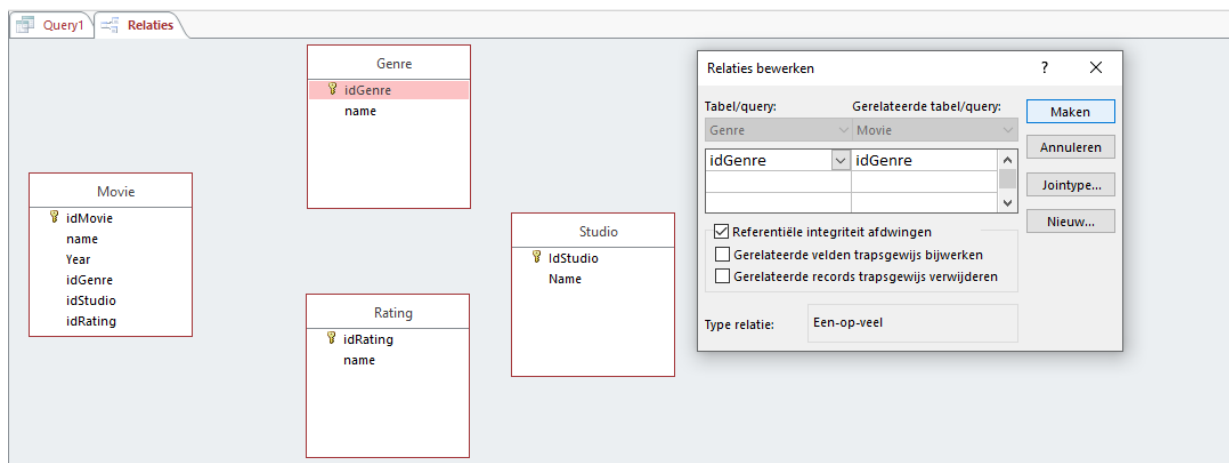 Query1
Relaties
Genre
idGenre
name
Movie
idMovie
name
Year
idGenre
idStudio
idRating
Rating
idRating
name
Studio
IdStudio
Name
Relaties bewerken
? X
Tabel/query: Gerelateerde tabel/query:
Genre Movie
idGenre idGenre
Maken
Annuleren
Jointype...
Nieuw...
Referentiële integriteit afdwingen
Gerelateerde velden trapsgewijs bijwerken
Gerelateerde records trapsgewijs verwijderen
Type relatie: Een-op-veel